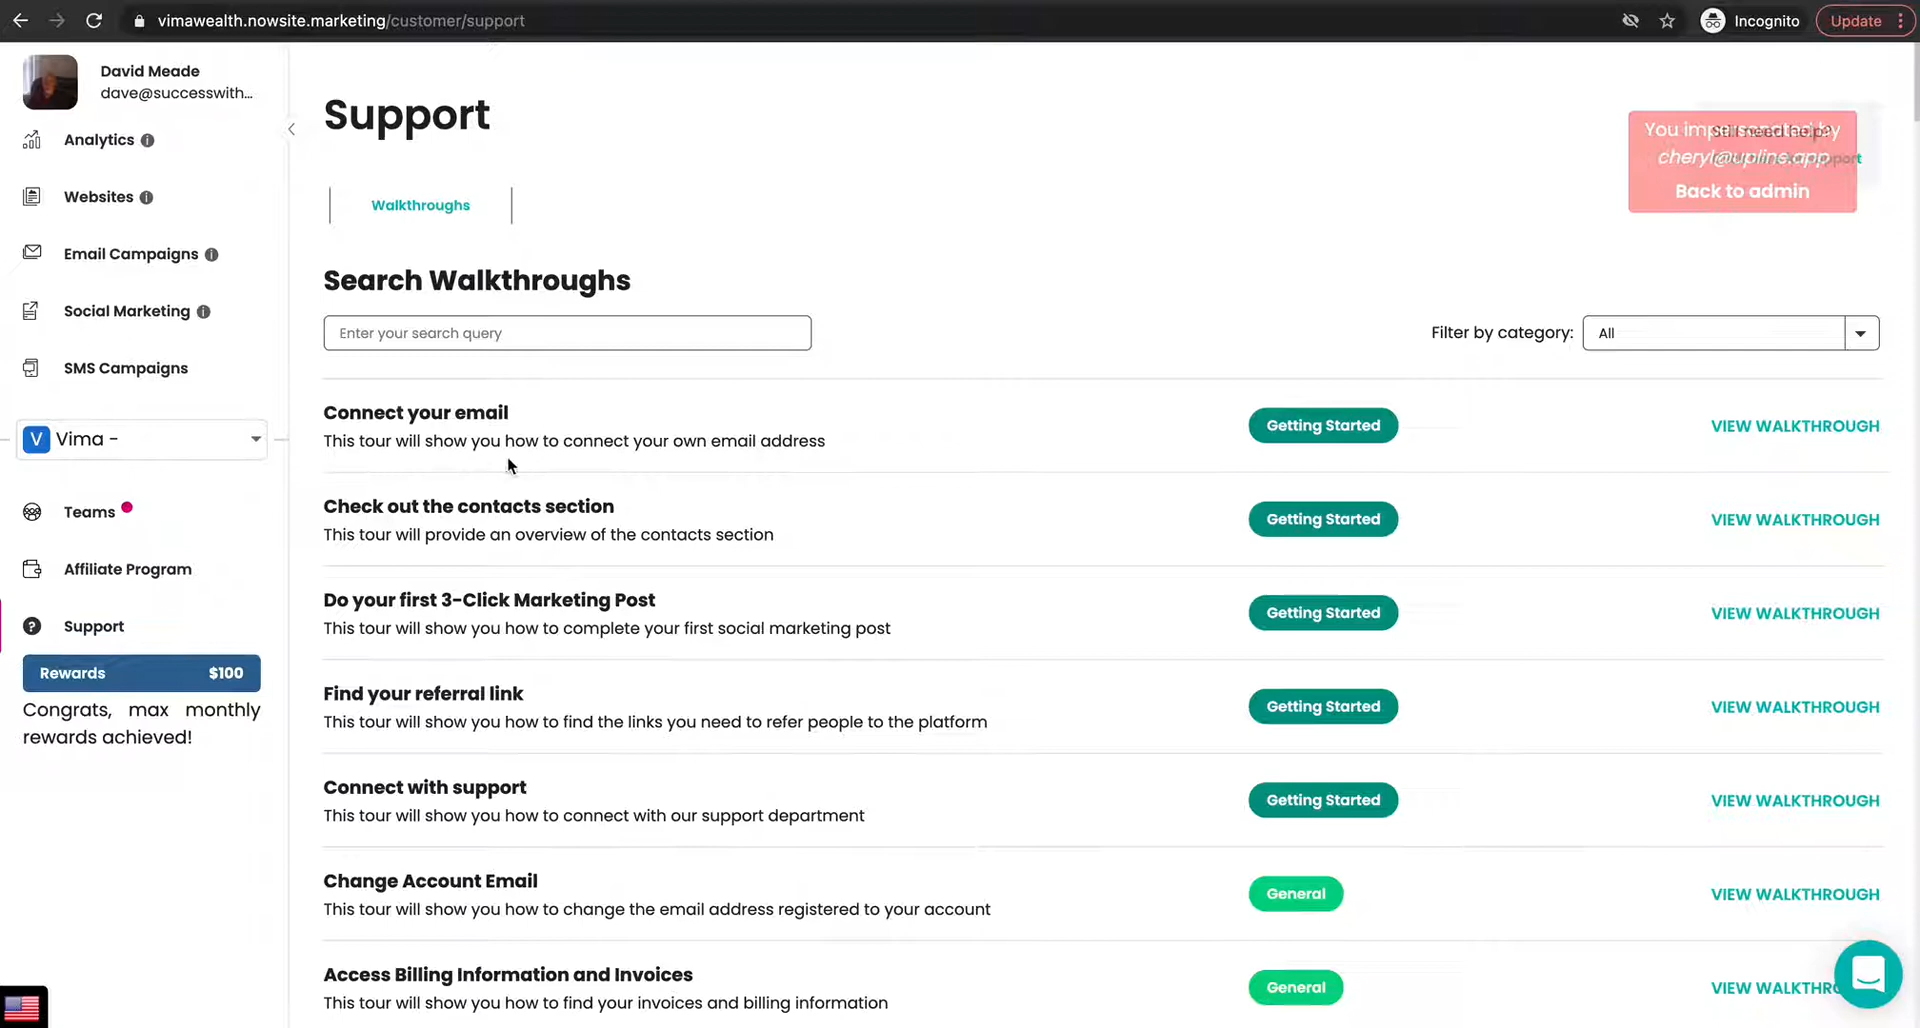 vimawealth.nowsite.marketing/customer/support
Incognito
Update
David Meade
dave@successwith...
Analytics
Websites
Email Campaigns
Social Marketing
SMS Campaigns
V Vima -
Teams
Affiliate Program
Support
Rewards $100
Congrats, max monthly
rewards achieved!
Support
You impersonated by
cheryl@upline.app
Back to admin
Walkthroughs
Search Walkthroughs
Enter your search query
Filter by category: All
Connect your email
This tour will show you how to connect your own email address
Getting Started
VIEW WALKTHROUGH
Check out the contacts section
This tour will provide an overview of the contacts section
Getting Started
VIEW WALKTHROUGH
Do your first 3-Click Marketing Post
This tour will show you how to complete your first social marketing post
Getting Started
VIEW WALKTHROUGH
Find your referral link
This tour will show you how to find the links you need to refer people to the platform
Getting Started
VIEW WALKTHROUGH
Connect with support
This tour will show you how to connect with our support department
Getting Started
VIEW WALKTHROUGH
Change Account Email
This tour will show you how to change the email address registered to your account
General
VIEW WALKTHROUGH
Access Billing Information and Invoices
This tour will show you how to find your invoices and billing information
General
VIEW